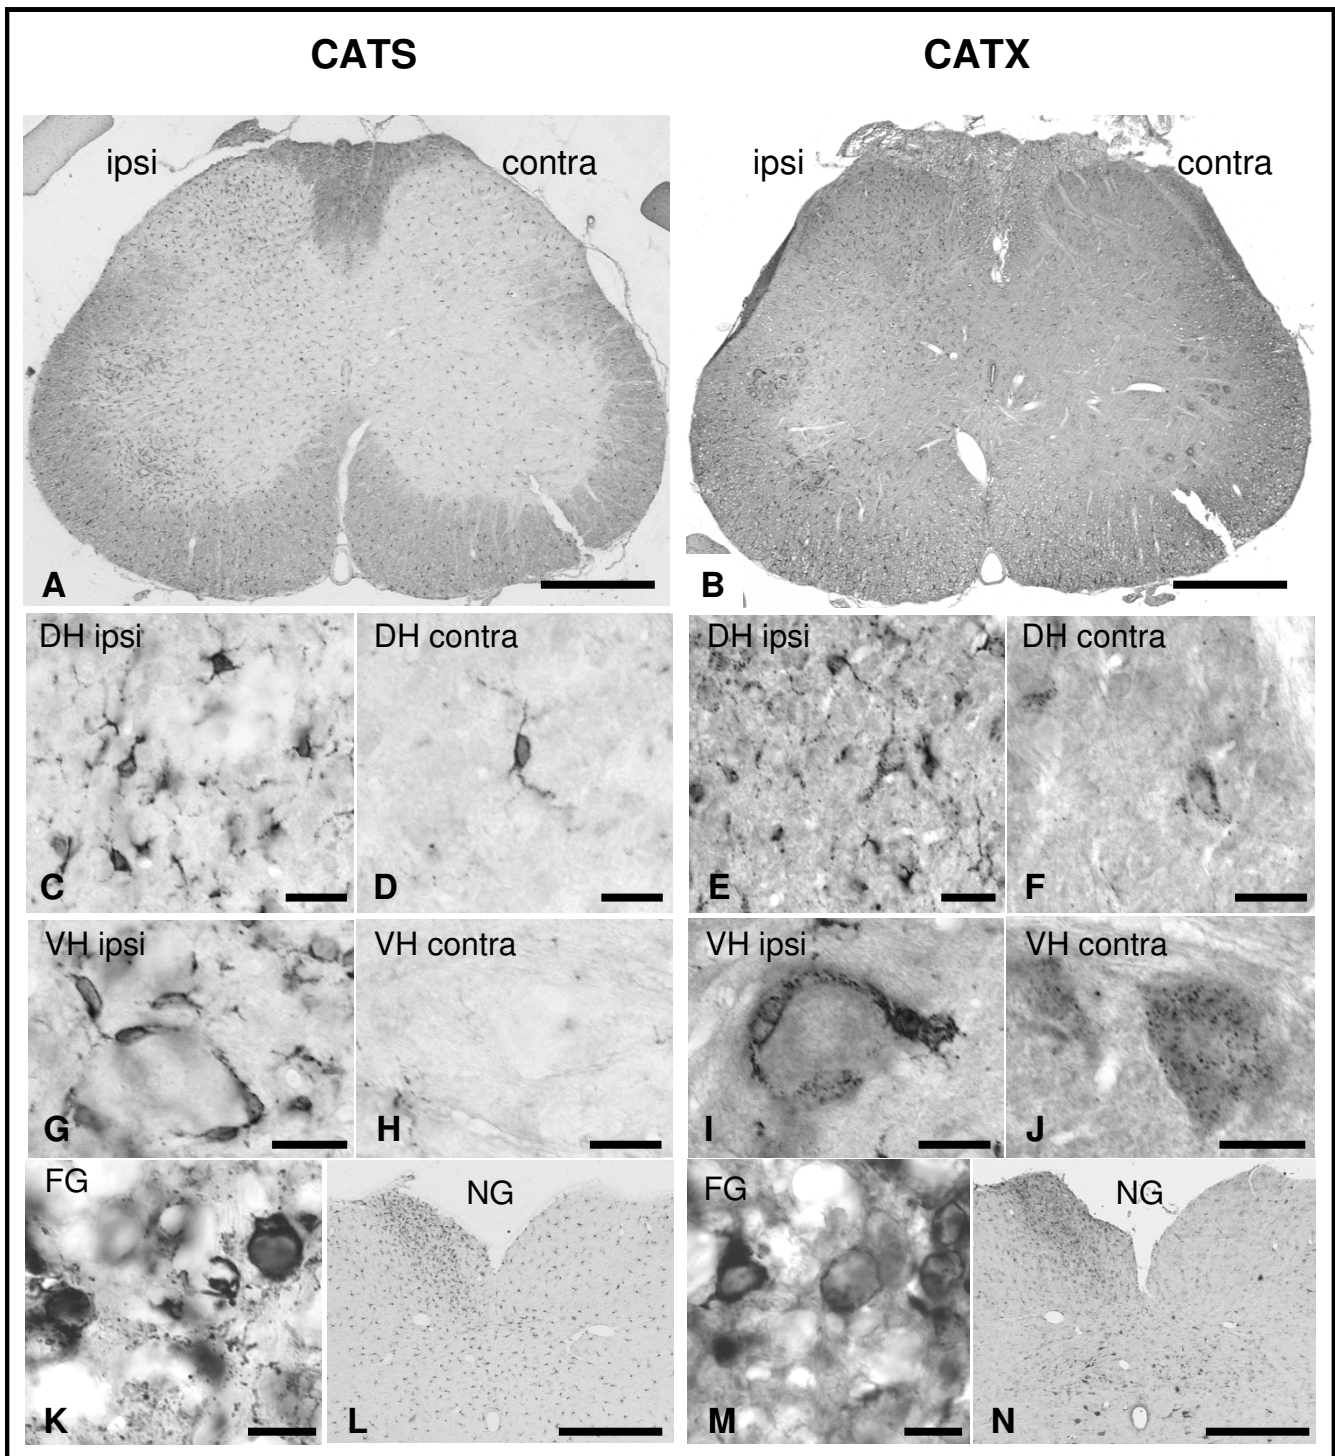 CATS CATX
ipsi contra ipsi contra
A B
DH ipsi DH contra DH ipsi DH contra
C D E F
VH ipsi VH contra VH ipsi VH contra
G H I J
FG NG FG NG
K L M N